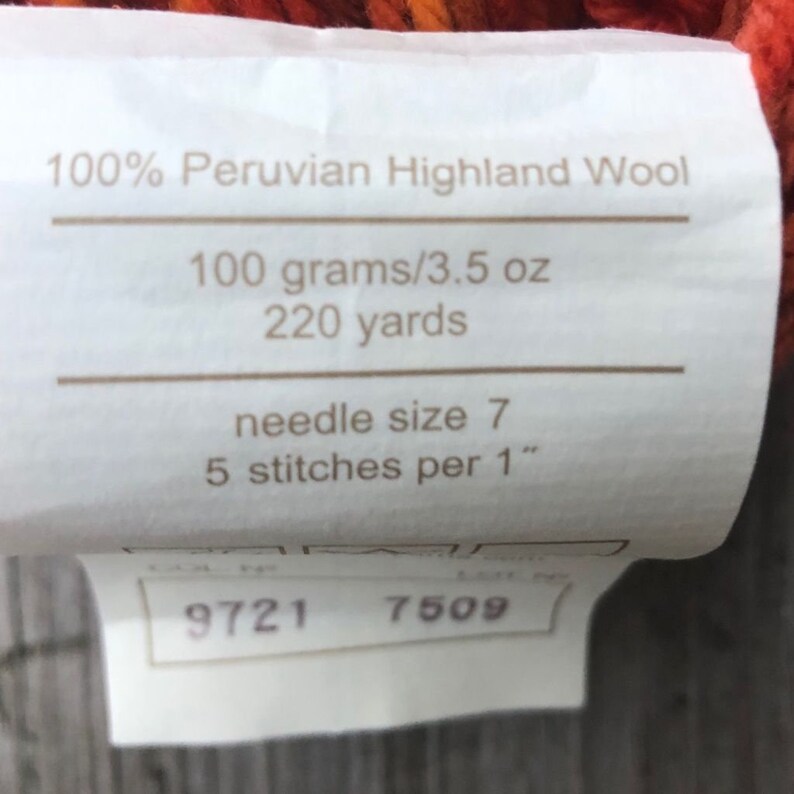 100% Peruvian Highland Wool
100 grams/3.5 oz
220 yards
needle size 7
5 stitches per 1"
9721 7509